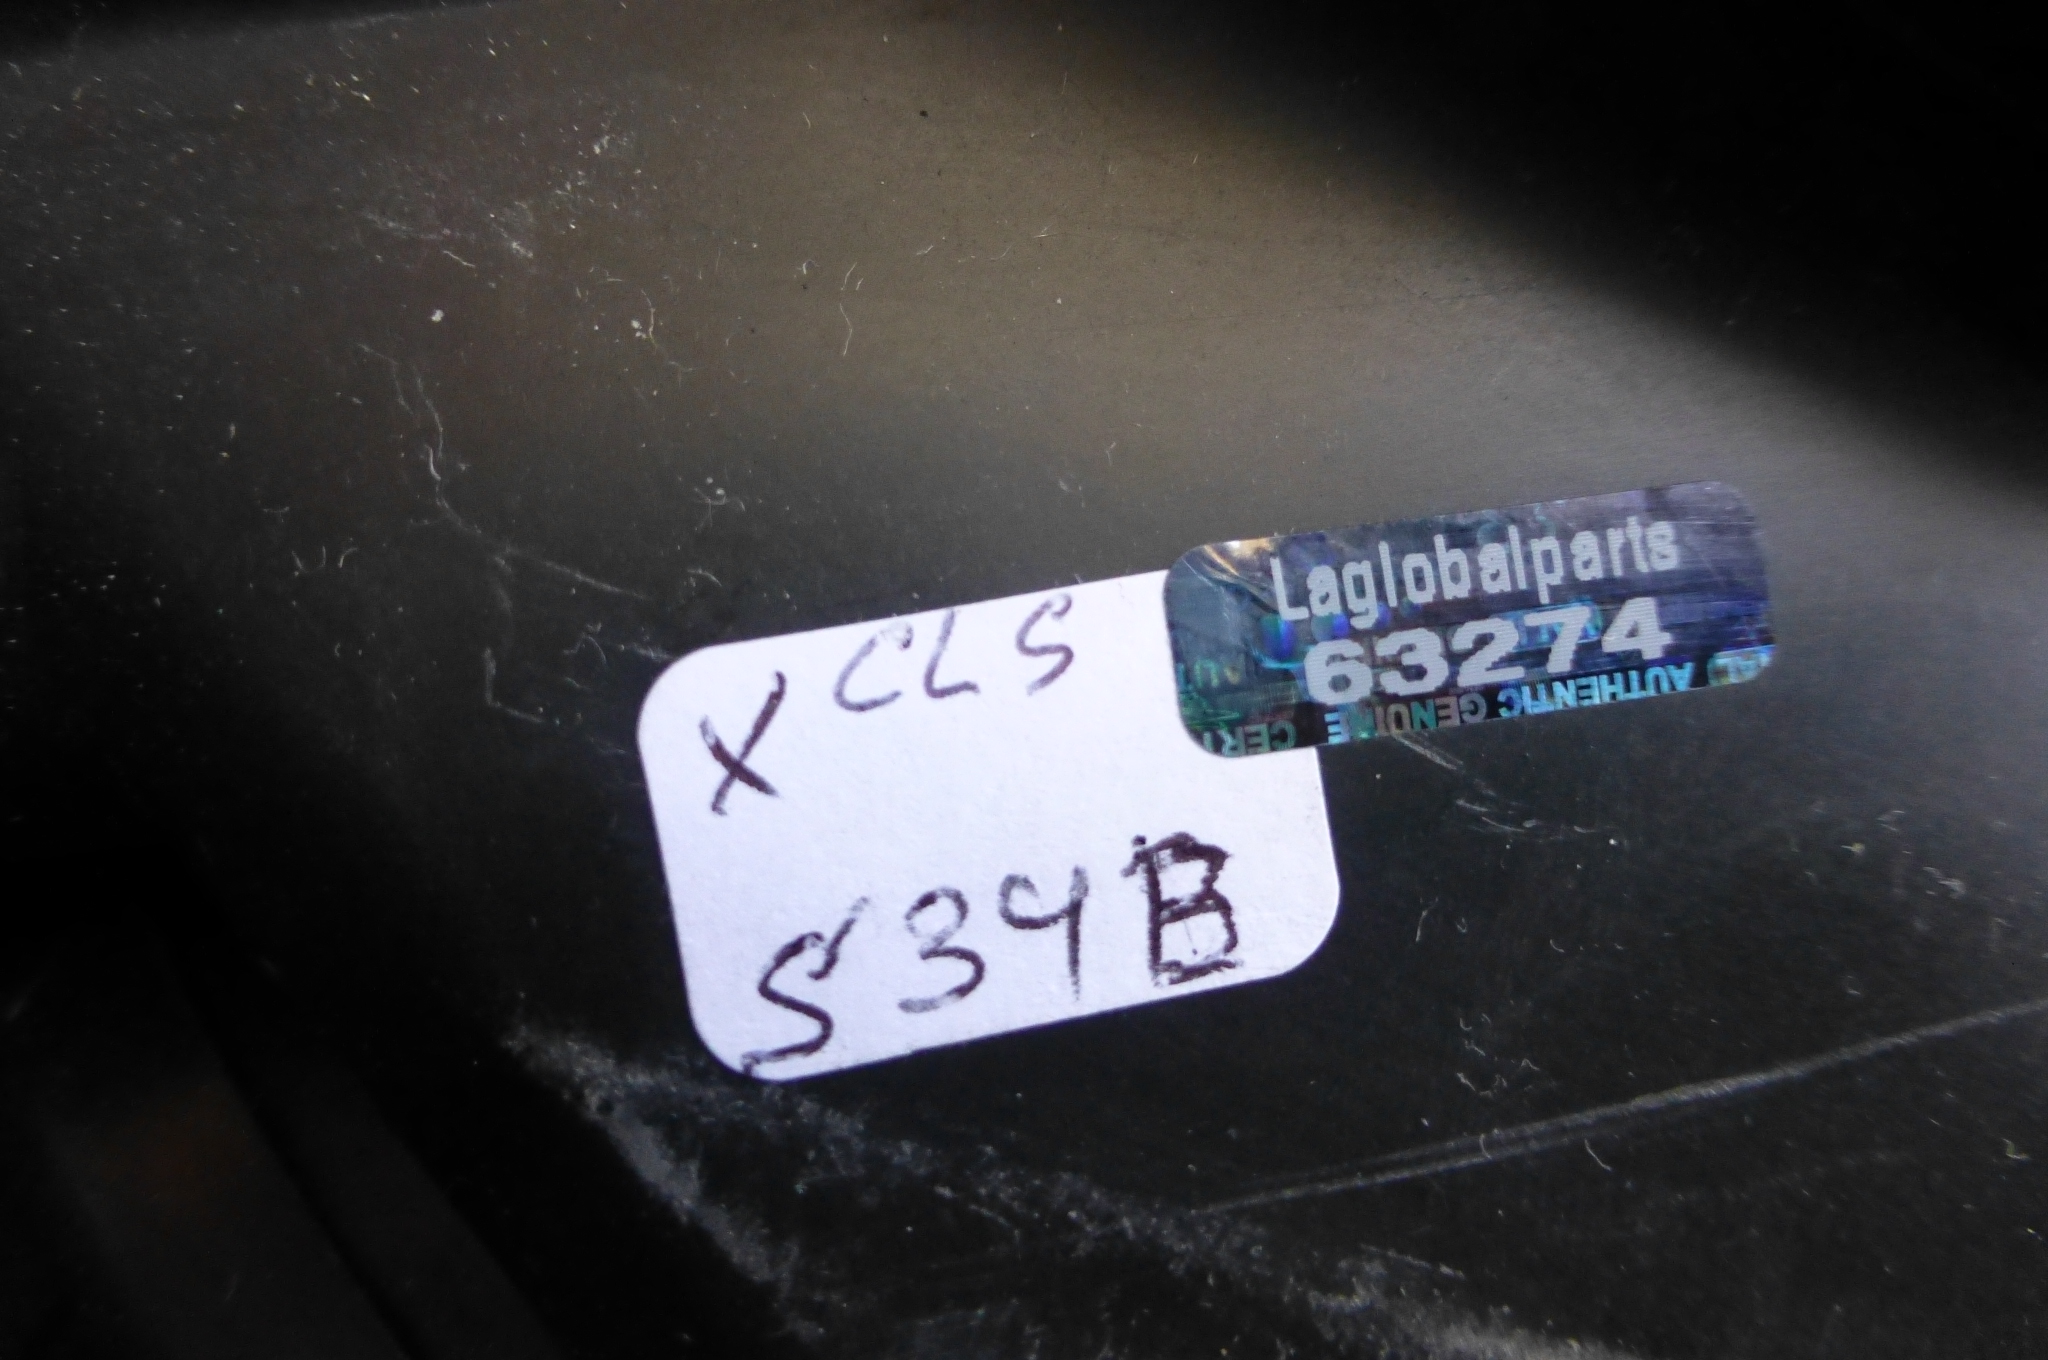 X CLS
S34B
Laglobalparts
63274
AUTHENTIC GENUINE